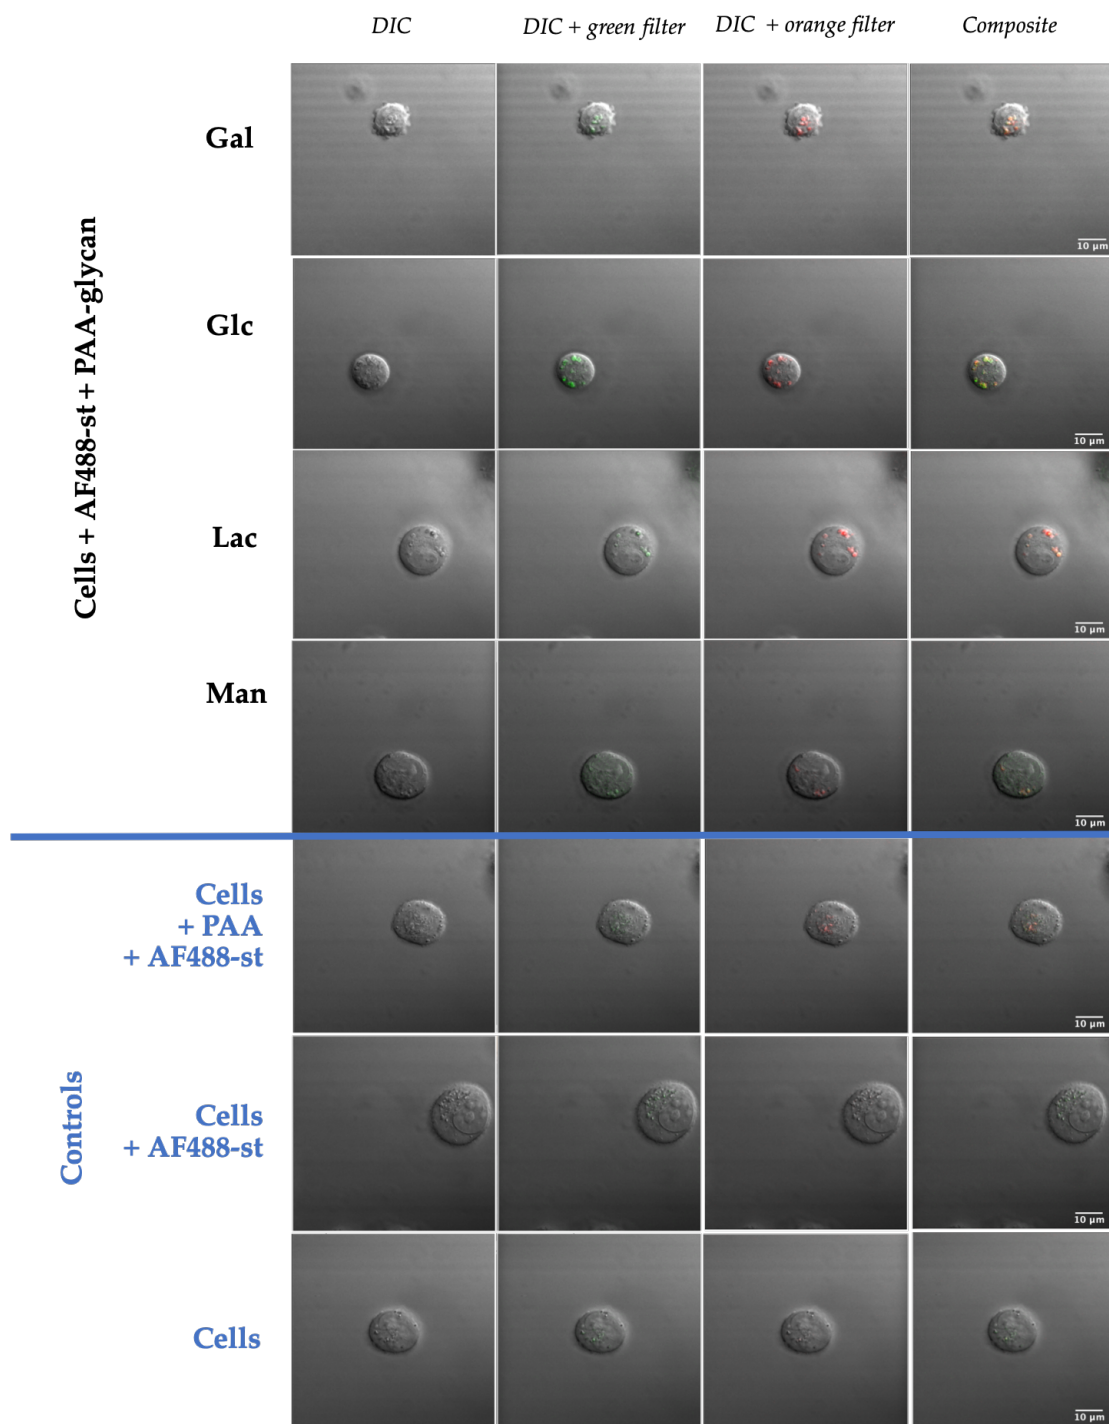 DIC
DIC + green filter
DIC + orange filter
Composite
Cells + AF488-st + PAA-glycan
Gal
10 µm
Glc
10 µm
Lac
10 µm
Man
10 µm
Controls
Cells
+ PAA
+ AF488-st
10 µm
Cells
+ AF488-st
10 µm
Cells
10 µm